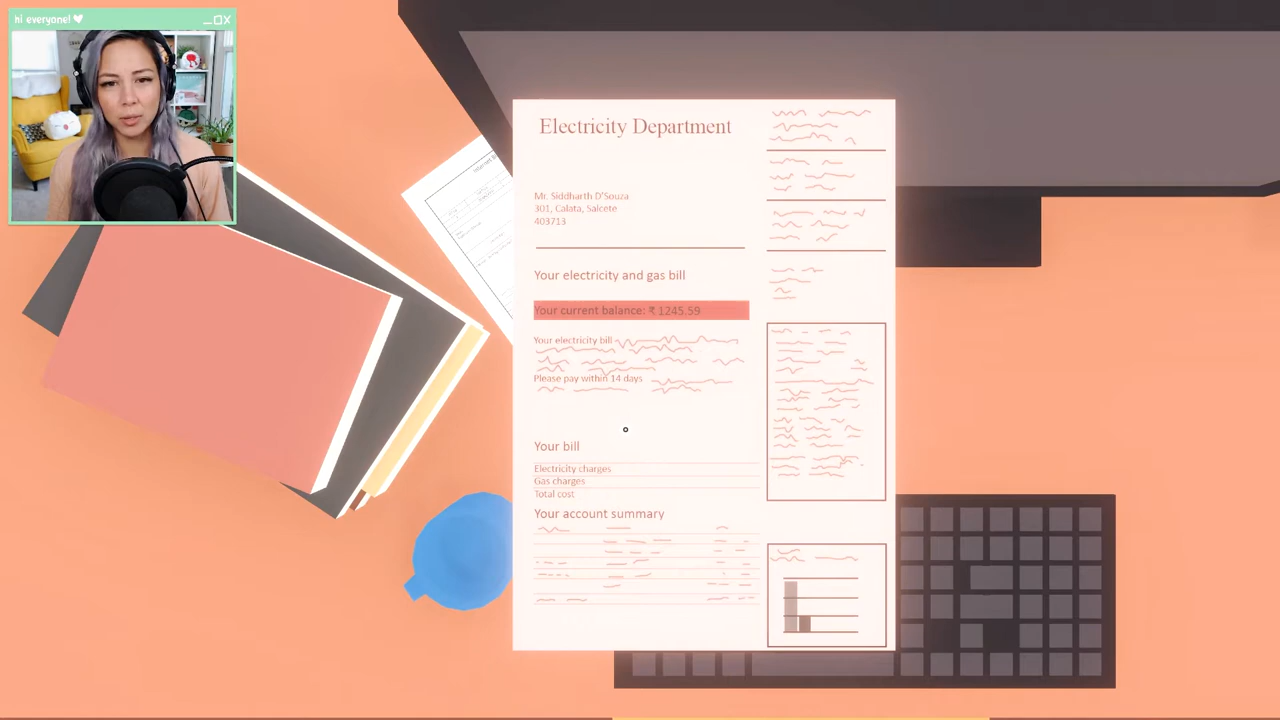 hi everyone! ♥
Electricity Department
Mr. Siddharth D'Souza
301, Calata, Salcete
403713
Your electricity and gas bill
Your current balance: ₹ 1245.59
Your electricity bill
Please pay within 14 days
Your bill
Electricity charges
Gas charges
Total cost
Your account summary